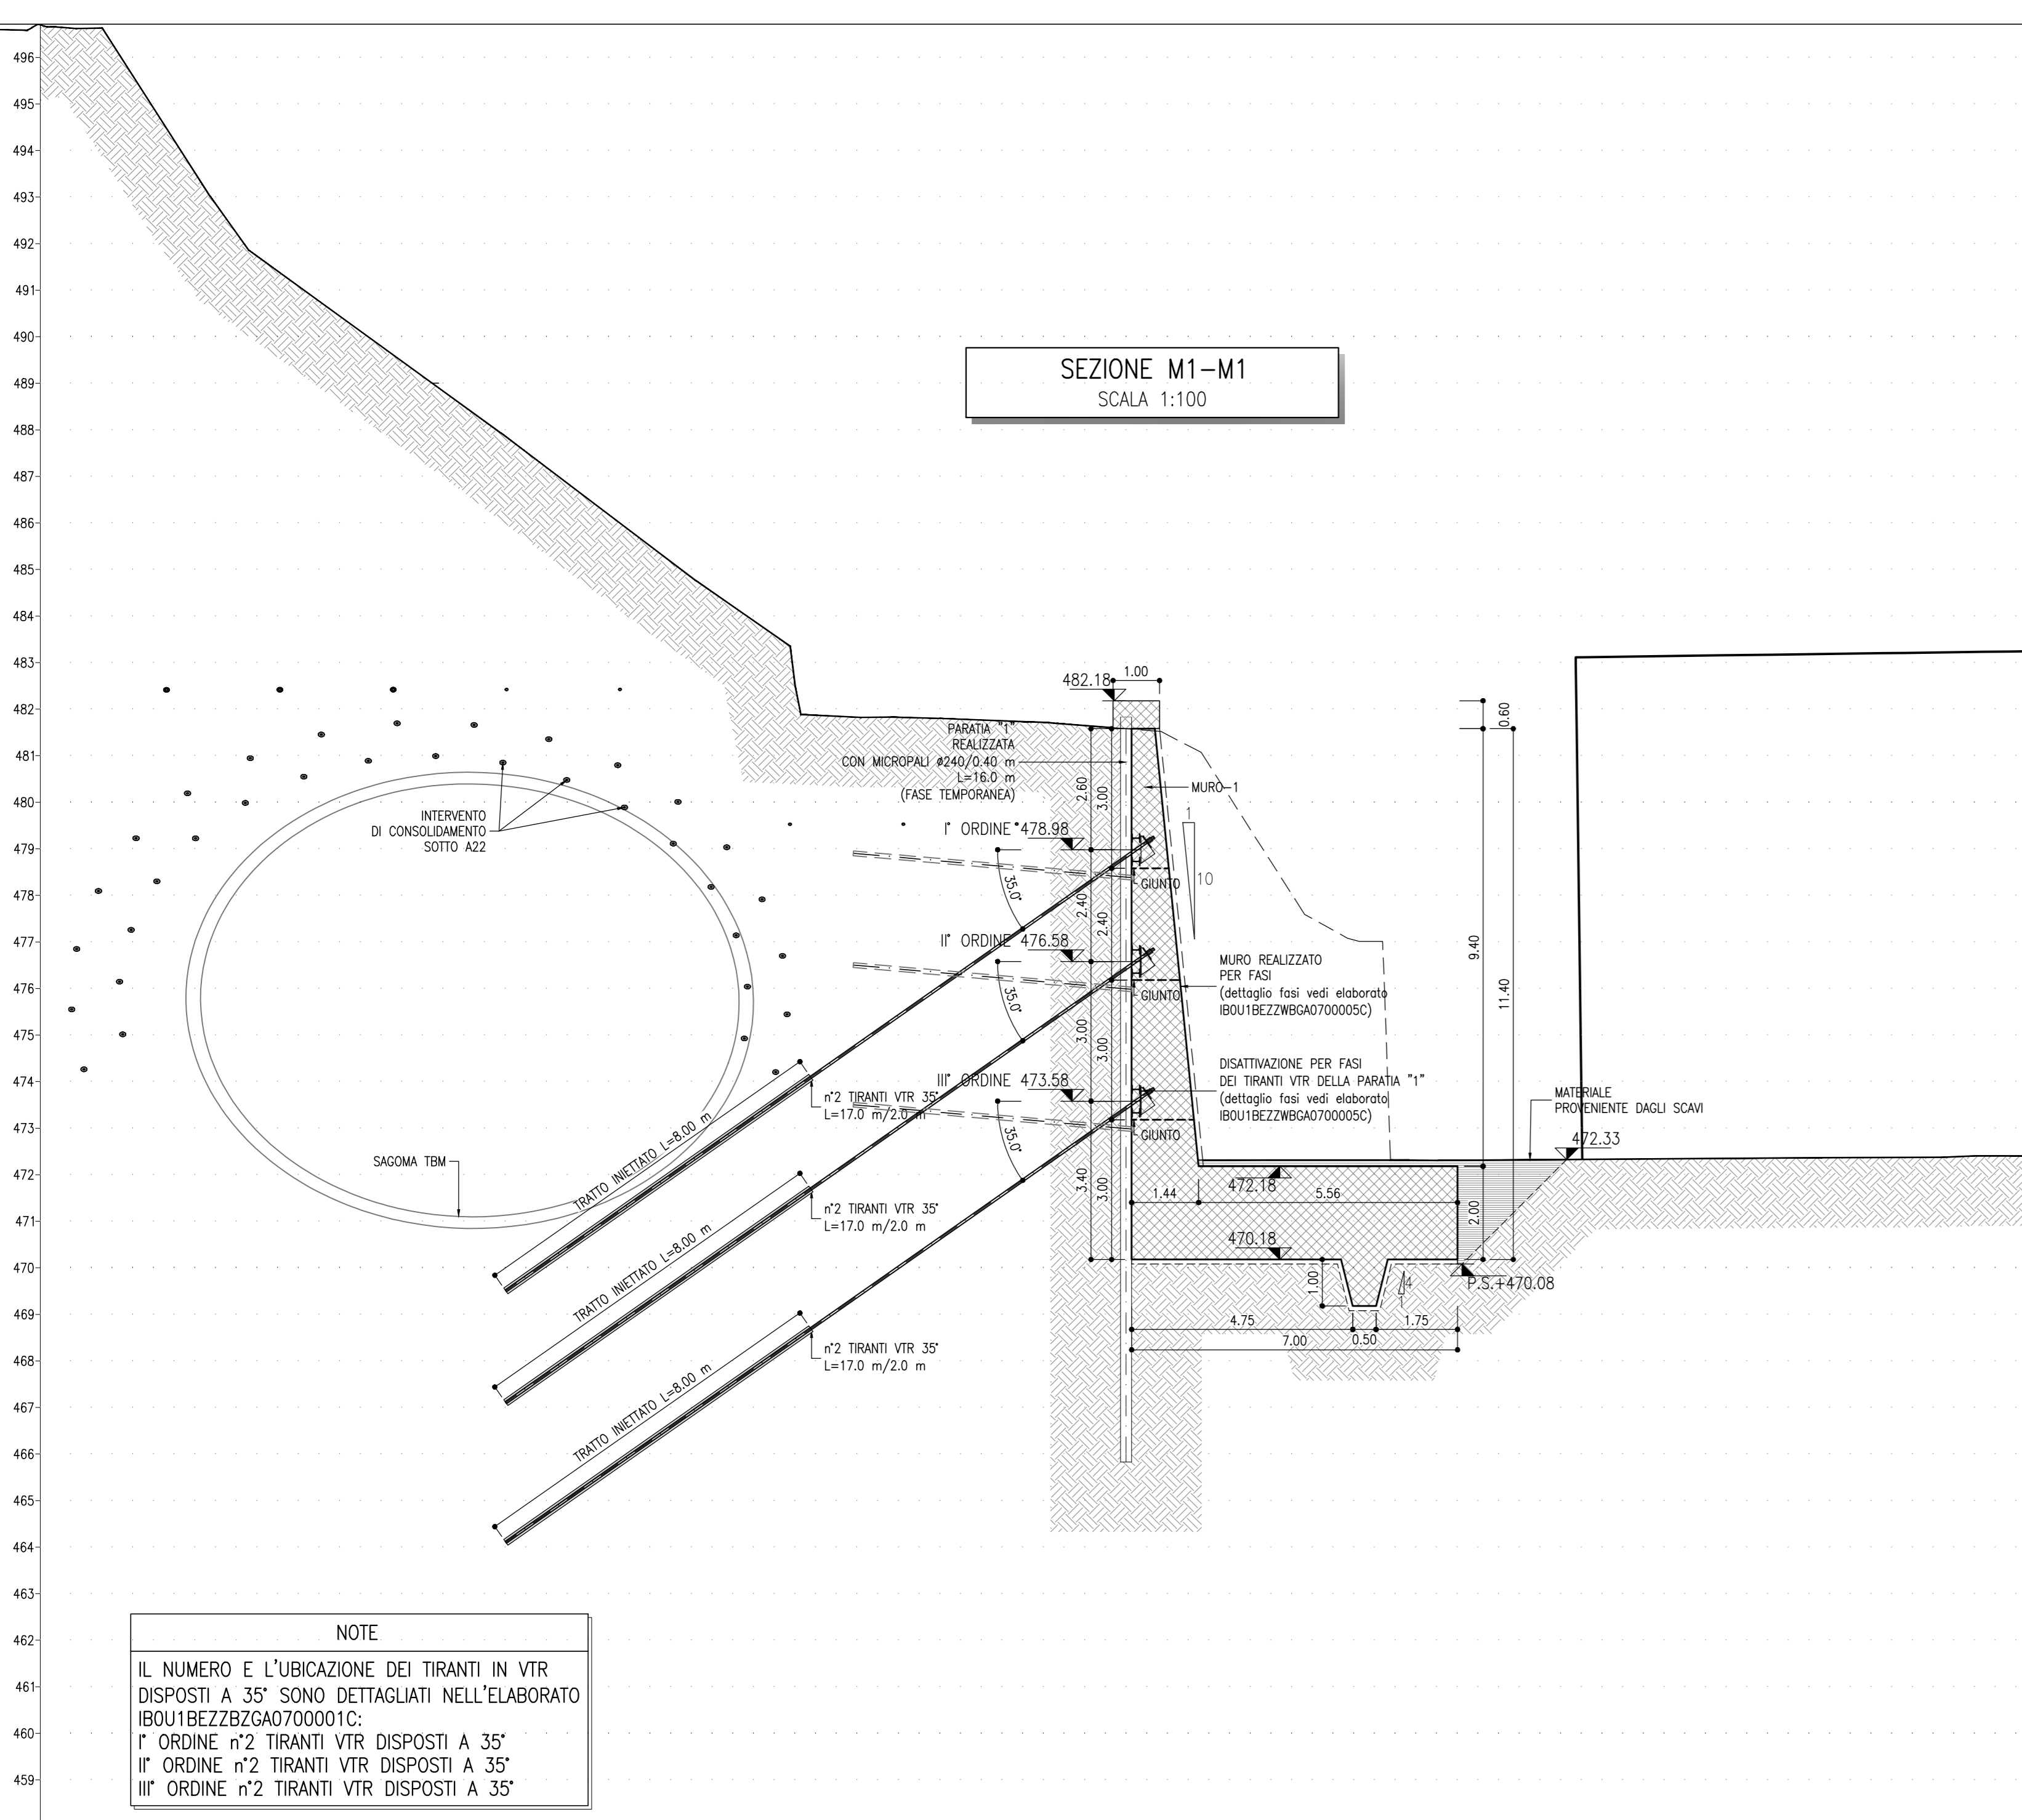 496
495
494
493
492
491
490
489
488
487
486
485
484
483
482
481
480
479
478
477
476
475
474
473
472
471
470
469
468
467
466
465
464
463
462
461
460
459
SEZIONE M1-M1
SCALA 1:100
1.00
482.18
0.60
PARATIA "1"
REALIZZATA
CON MICROPALI ø240/0.40 m
L=16.0 m
(FASE TEMPORANEA)
2.60
3.00
MURO-1
1
10
INTERVENTO
DI CONSOLIDAMENTO
SOTTO A22
I° ORDINE 478.98
35.0°
GIUNTO
2.40
2.40
II° ORDINE 476.58
35.0°
GIUNTO
MURO REALIZZATO
PER FASI
(dettaglio fasi vedi elaborato
IB0U1BEZZWBGA0700005C)
9.40
11.40
3.00
3.00
DISATTIVAZIONE PER FASI
DEI TIRANTI VTR DELLA PARATIA "1"
(dettaglio fasi vedi elaborato
IB0U1BEZZWBGA0700005C)
III° ORDINE 473.58
35.0°
GIUNTO
n°2 TIRANTI VTR 35°
L=17.0 m/2.0 m
TRATTO INIETTATO L=8.00 m
MATERIALE
PROVENIENTE DAGLI SCAVI
472.33
SAGOMA TBM
3.40
3.00
472.18
1.44
5.56
2.00
n°2 TIRANTI VTR 35°
L=17.0 m/2.0 m
TRATTO INIETTATO L=8.00 m
470.18
1.00
4
1
P.S.+470.08
4.75
0.50
1.75
7.00
n°2 TIRANTI VTR 35°
L=17.0 m/2.0 m
TRATTO INIETTATO L=8.00 m
NOTE
IL NUMERO E L'UBICAZIONE DEI TIRANTI IN VTR
DISPOSTI A 35° SONO DETTAGLIATI NELL'ELABORATO
IB0U1BEZZBZGA0700001C:
I° ORDINE n°2 TIRANTI VTR DISPOSTI A 35°
II° ORDINE n°2 TIRANTI VTR DISPOSTI A 35°
III° ORDINE n°2 TIRANTI VTR DISPOSTI A 35°